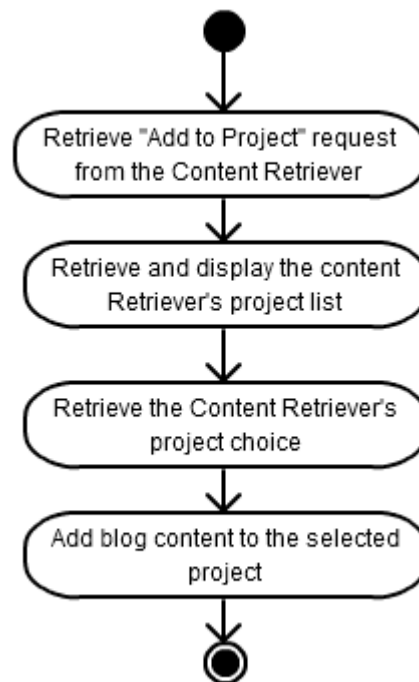 Retrieve "Add to Project" request
from the Content Retriever
Retrieve and display the content
Retriever's project list
Retrieve the Content Retriever's
project choice
Add blog content to the selected
project